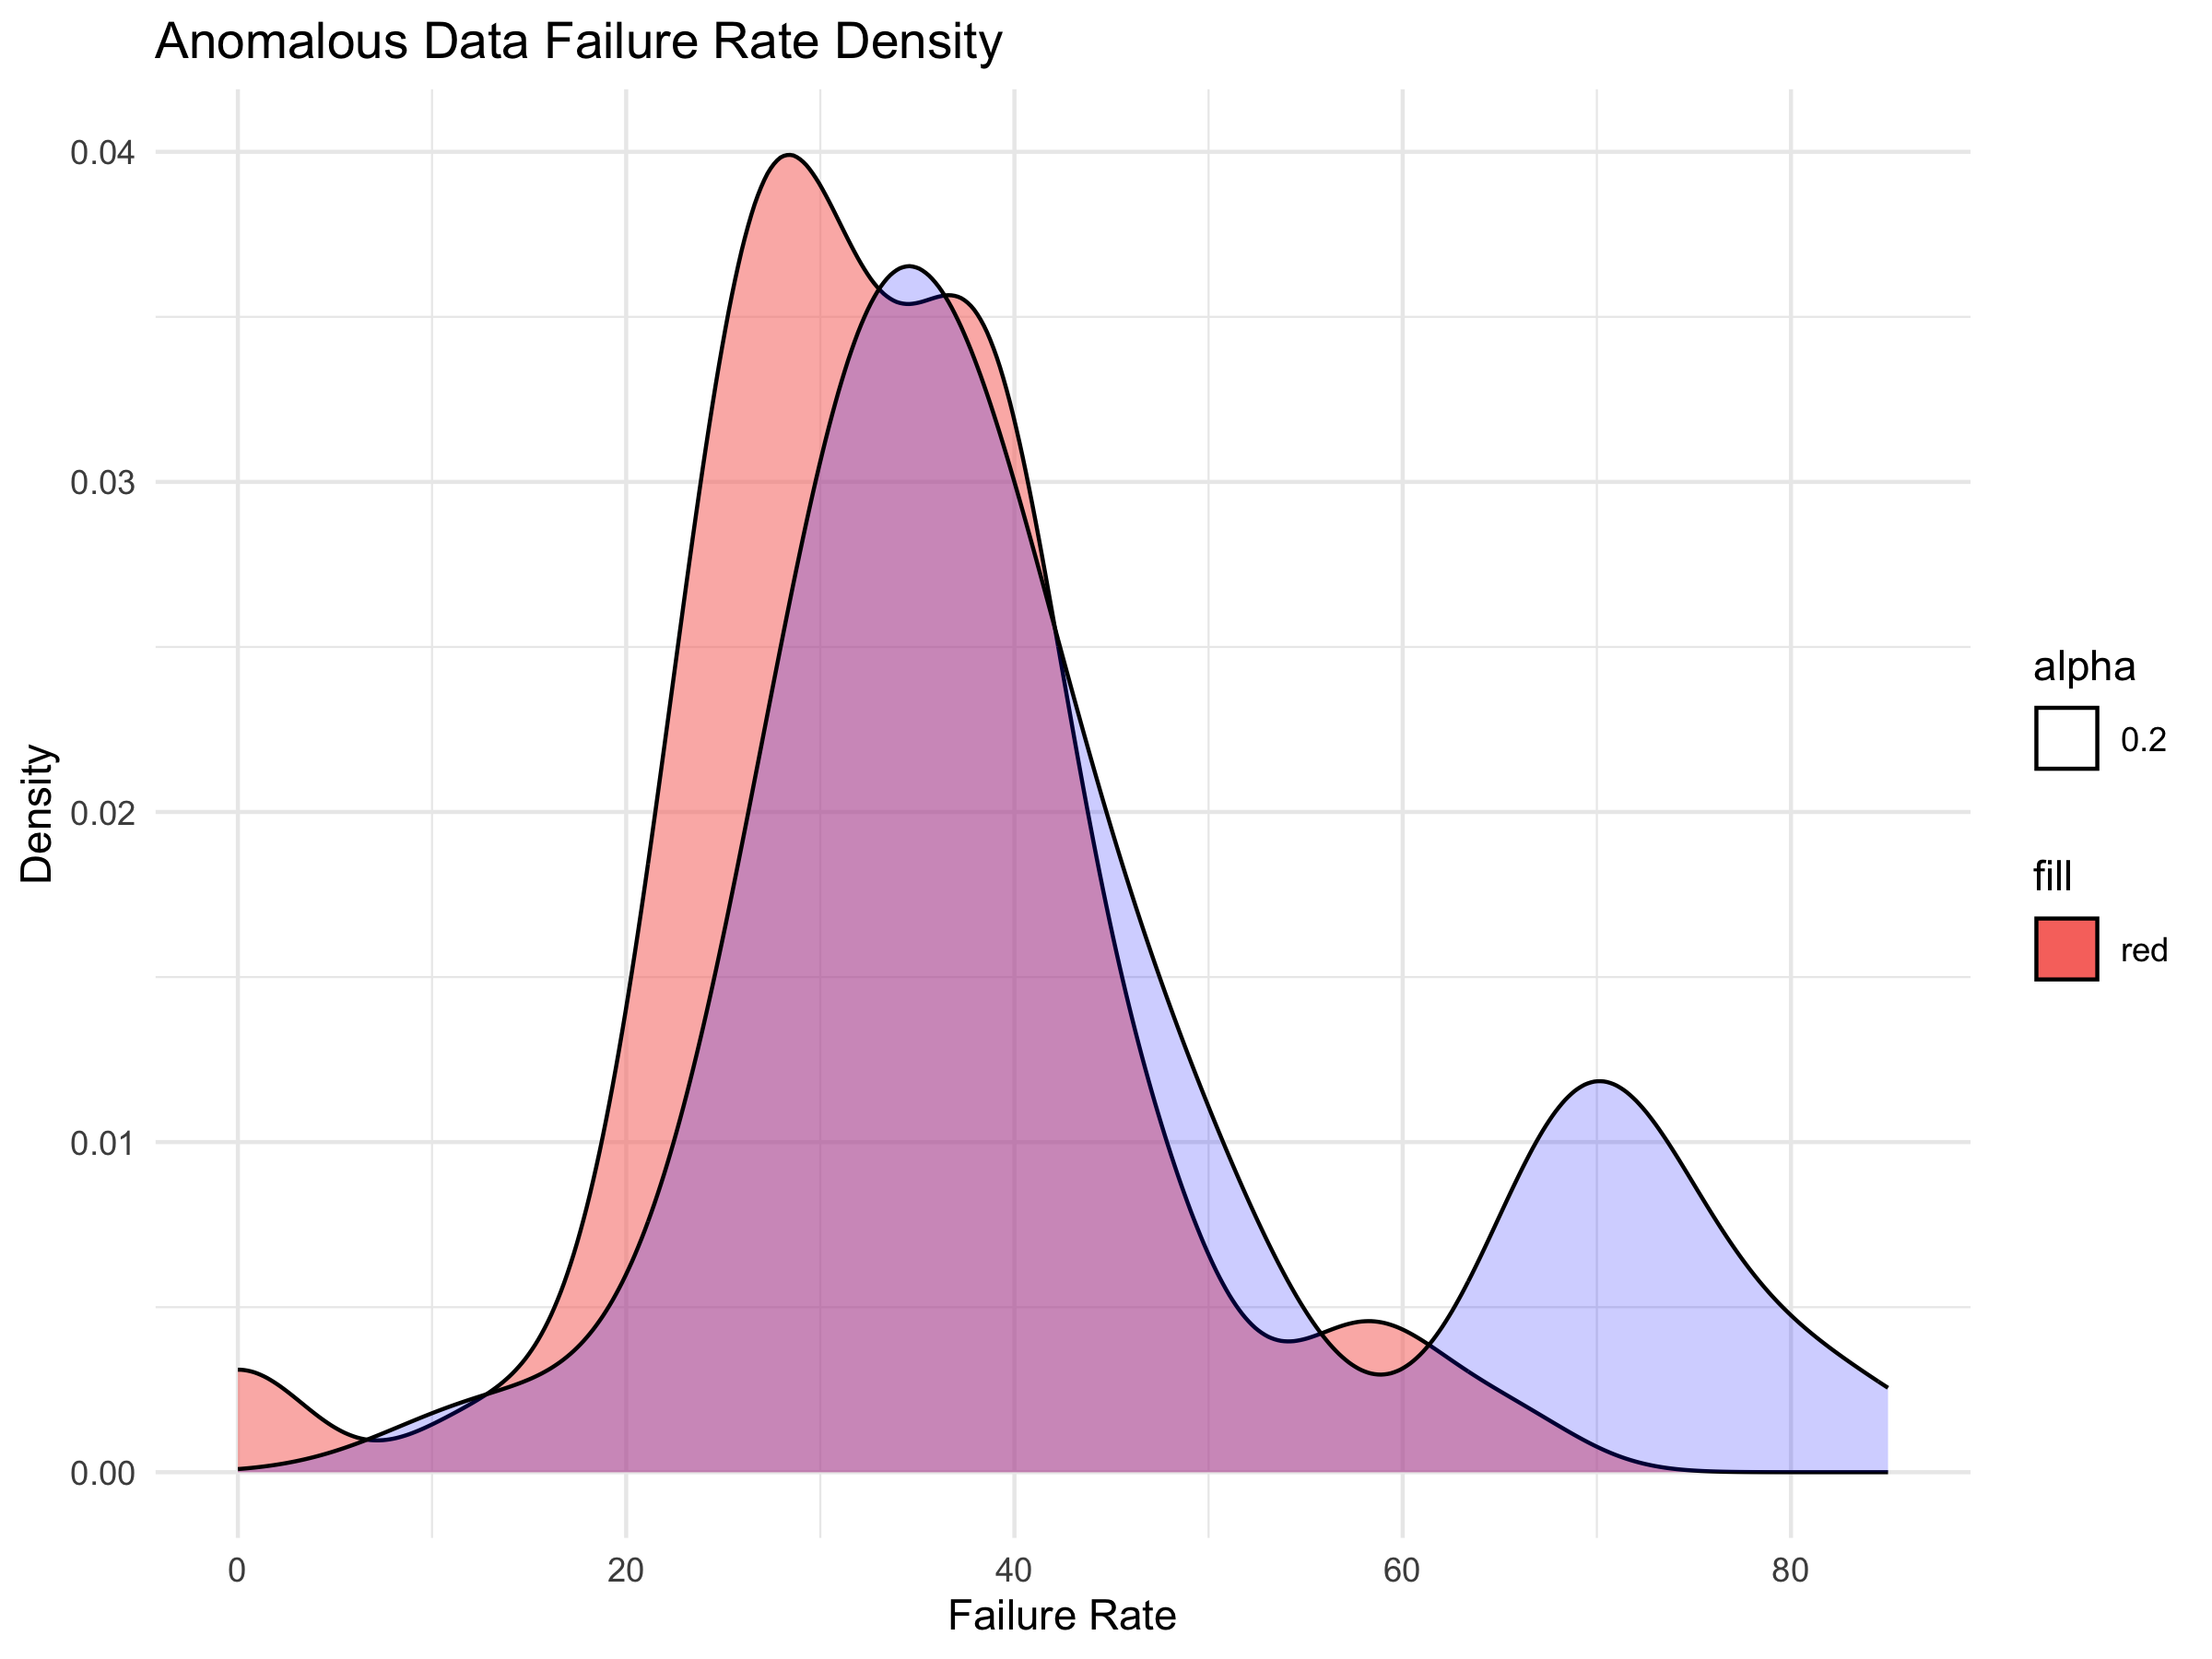 Anomalous Data Failure Rate Density
0.04
0.03
0.02
0.01
0.00
Density
0
20
40
60
80
Failure Rate
alpha
0.2
fill
red